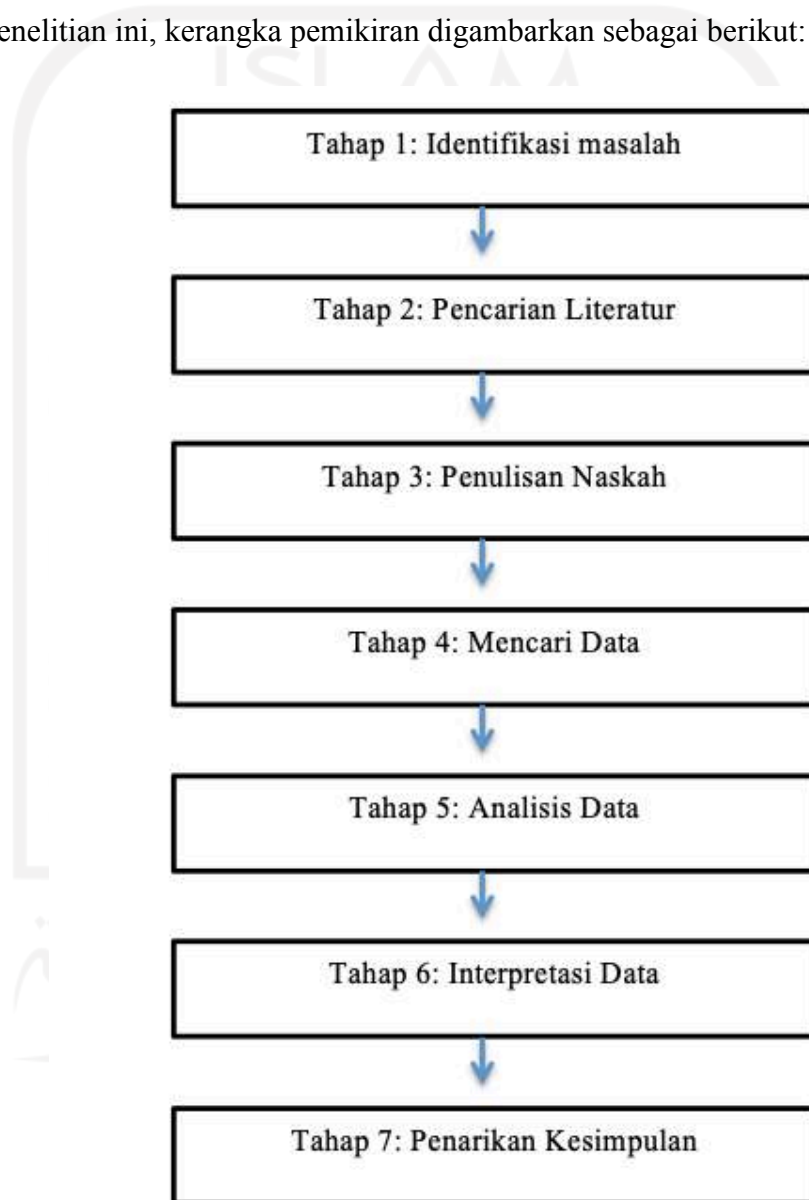 enelitian ini, kerangka pemikiran digambarkan sebagai berikut:
ISLAM
Tahap 1: Identifikasi masalah
Tahap 2: Pencarian Literatur
Tahap 3: Penulisan Naskah
Tahap 4: Mencari Data
Tahap 5: Analisis Data
Tahap 6: Interpretasi Data
Tahap 7: Penarikan Kesimpulan